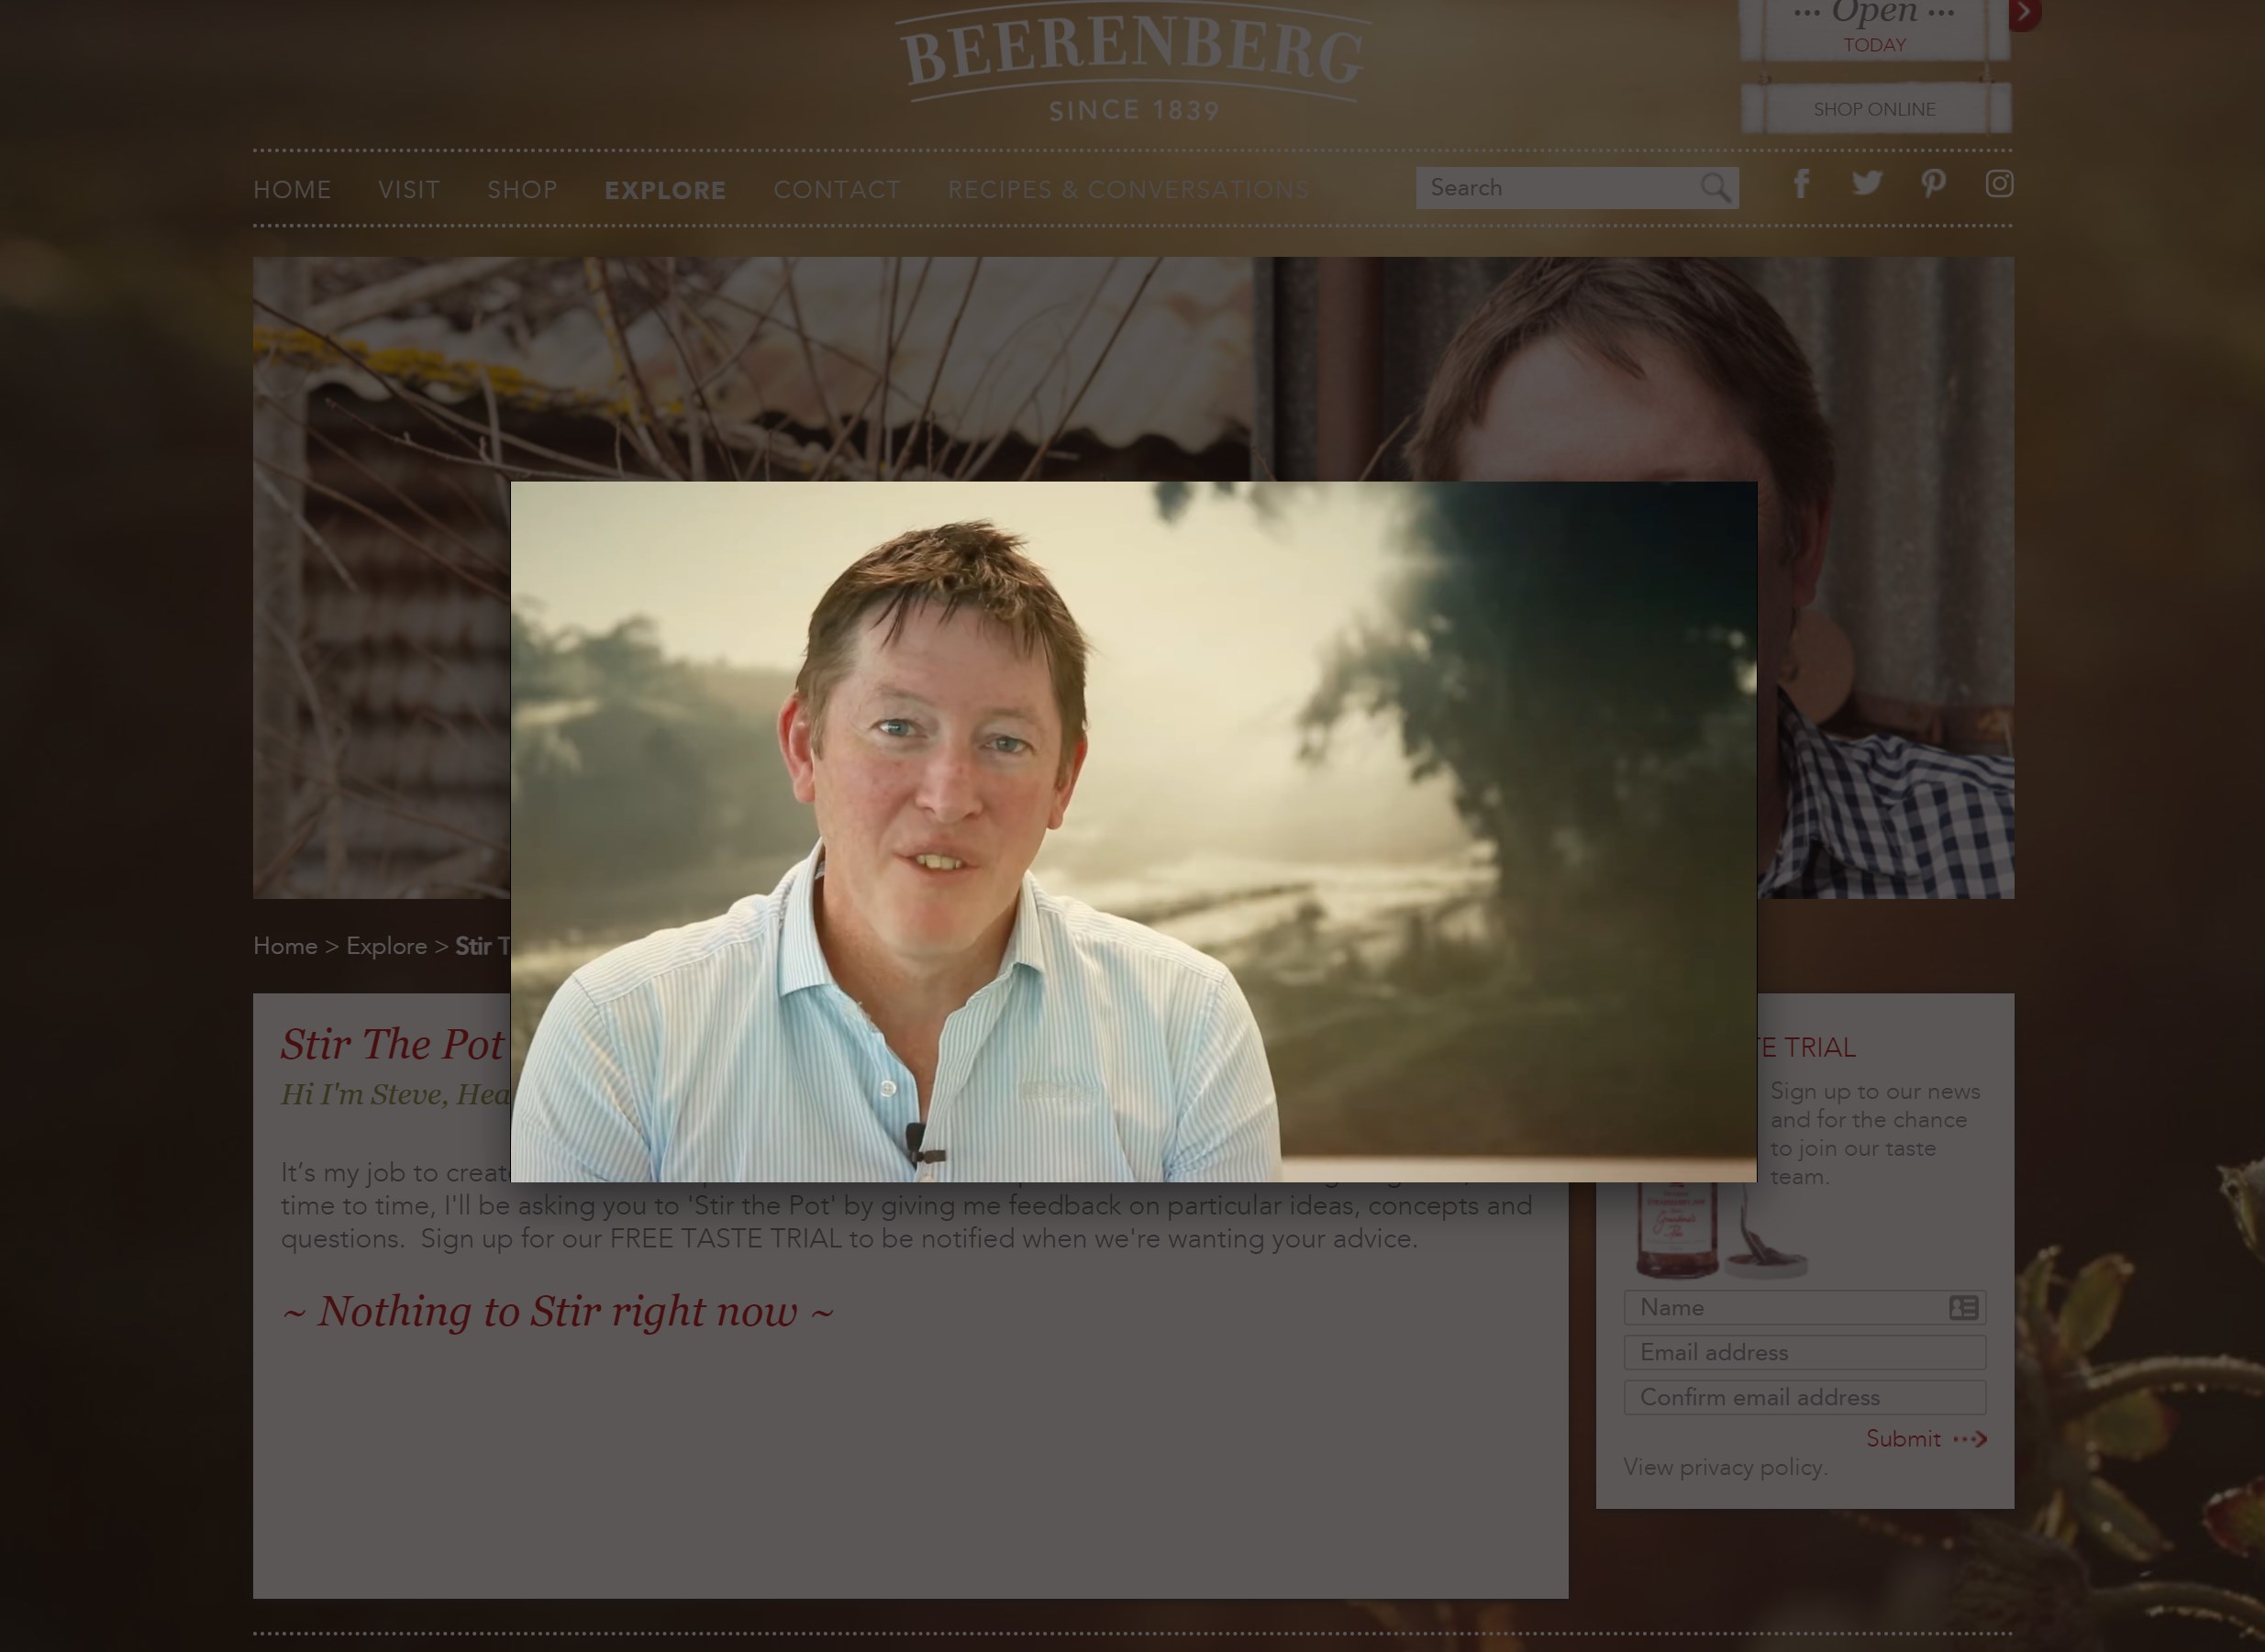 BEERENBERG
SINCE 1839
··· Open ···
TODAY
SHOP ONLINE
HOME VISIT SHOP EXPLORE CONTACT RECIPES & CONVERSATIONS
Search
Home > Explore > Stir T
Stir The Pot
Hi I'm Steve, Hea
It’s my job to creat
time to time, I'll be asking you to 'Stir the Pot' by giving me feedback on particular ideas, concepts and
questions. Sign up for our FREE TASTE TRIAL to be notified when we're wanting your advice.
~ Nothing to Stir right now ~
TE TRIAL
Sign up to our news
and for the chance
to join our taste
team.
Name
Email address
Confirm email address
Submit
View privacy policy.